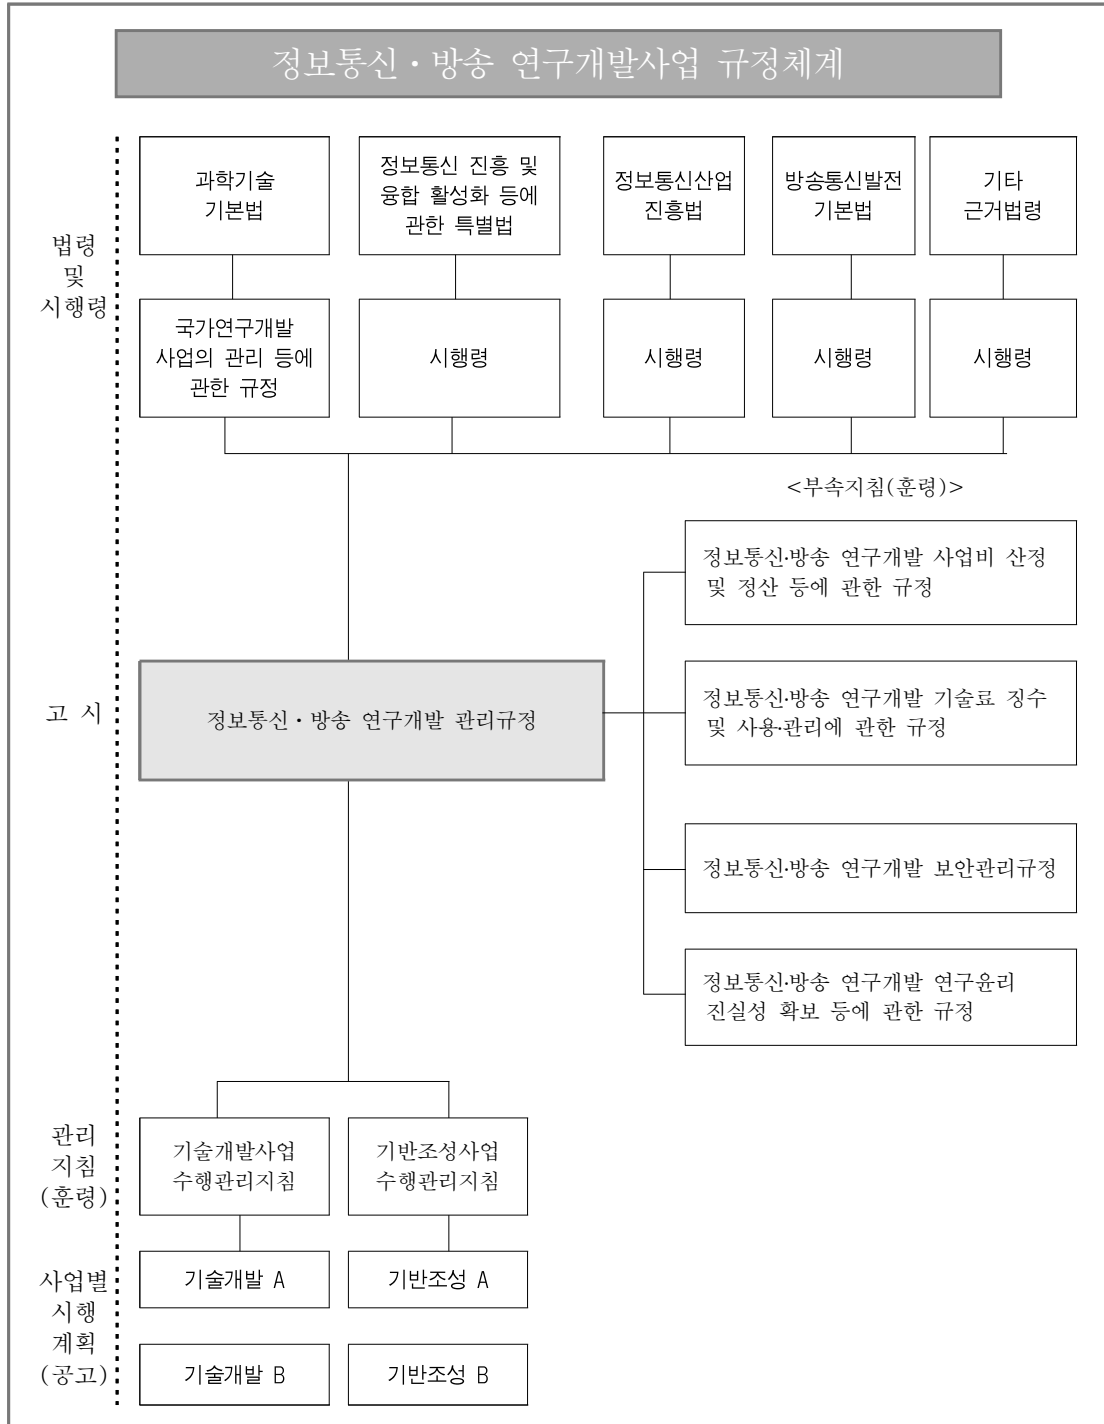 정보통신・방송 연구개발사업 규정체계
법령
및
시행령
과학기술
기본법
정보통신 진흥 및
융합 활성화 등에
관한 특별법
정보통신산업
진흥법
방송통신발전
기본법
기타
근거법령
국가연구개발
사업의 관리 등에
관한 규정
시행령
시행령
시행령
시행령
<부속지침(훈령)>
정보통신·방송 연구개발 사업비 산정
및 정산 등에 관한 규정
고 시
정보통신・방송 연구개발 관리규정
정보통신·방송 연구개발 기술료 징수
및 사용·관리에 관한 규정
정보통신·방송 연구개발 보안관리규정
정보통신·방송 연구개발 연구윤리
진실성 확보 등에 관한 규정
관리
지침
(훈령)
기술개발사업
수행관리지침
기반조성사업
수행관리지침
사업별
시행
계획
(공고)
기술개발 A
기반조성 A
기술개발 B
기반조성 B